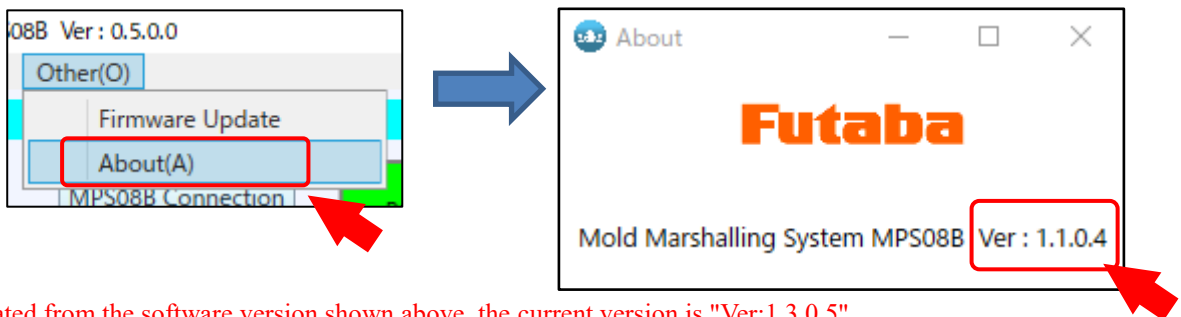 08B Ver : 0.5.0.0
Other(O)
Firmware Update
About(A)
MPS08B Connection
About
Futaba
Mold Marshalling System MPS08B Ver : 1.1.0.4
from the software version shown above, the current version is "Ver:1.3.0.5"